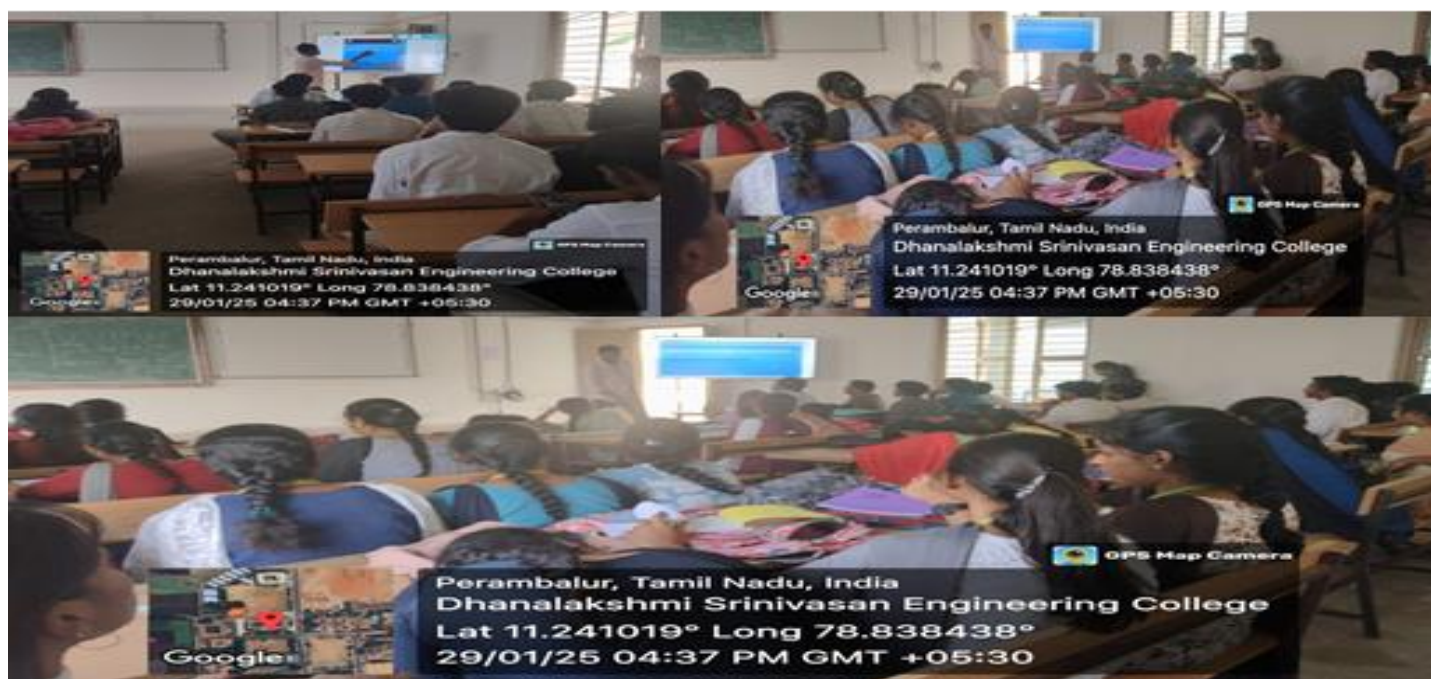 GPS Map Camera
Perambalur, Tamil Nadu, India
Dhanalakshmi Srinivasan Engineering College
Lat 11.241019° Long 78.838438°
29/01/25 04:37 PM GMT +05:30
Google
GPS Map Camera
Perambalur, Tamil Nadu, India
Dhanalakshmi Srinivasan Engineering College
Lat 11.241019° Long 78.838438°
29/01/25 04:37 PM GMT +05:30
Google
GPS Map Camera
Perambalur, Tamil Nadu, India
Dhanalakshmi Srinivasan Engineering College
Lat 11.241019° Long 78.838438°
29/01/25 04:37 PM GMT +05:30
Google